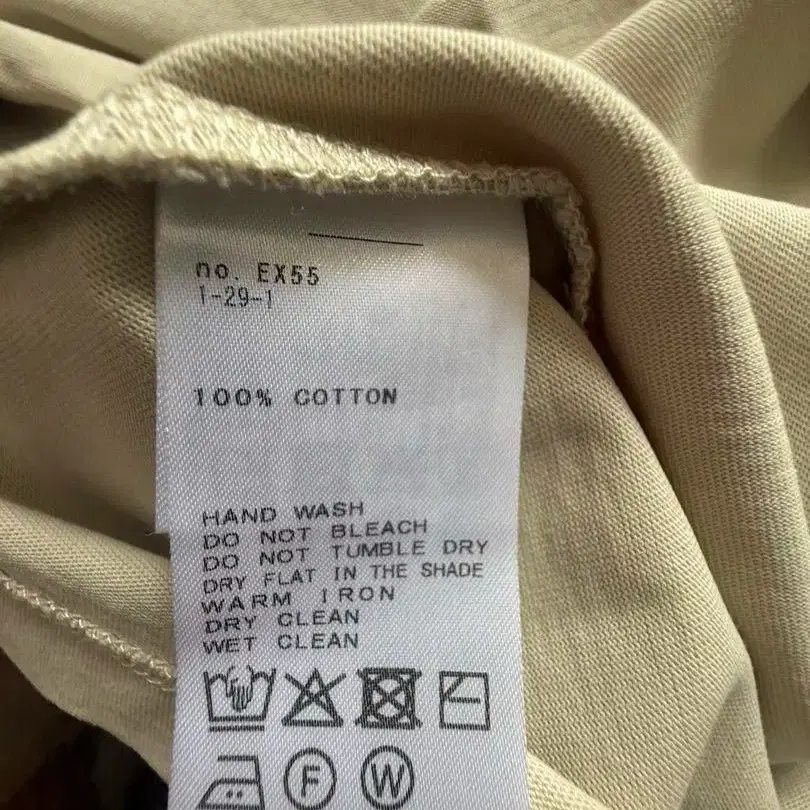 no. EX55
1-29-1
100% COTTON
HAND WASH
DO NOT BLEACH
DO NOT TUMBLE DRY
DRY FLAT IN THE SHADE
WARM IRON
DRY CLEAN
WET CLEAN
F W